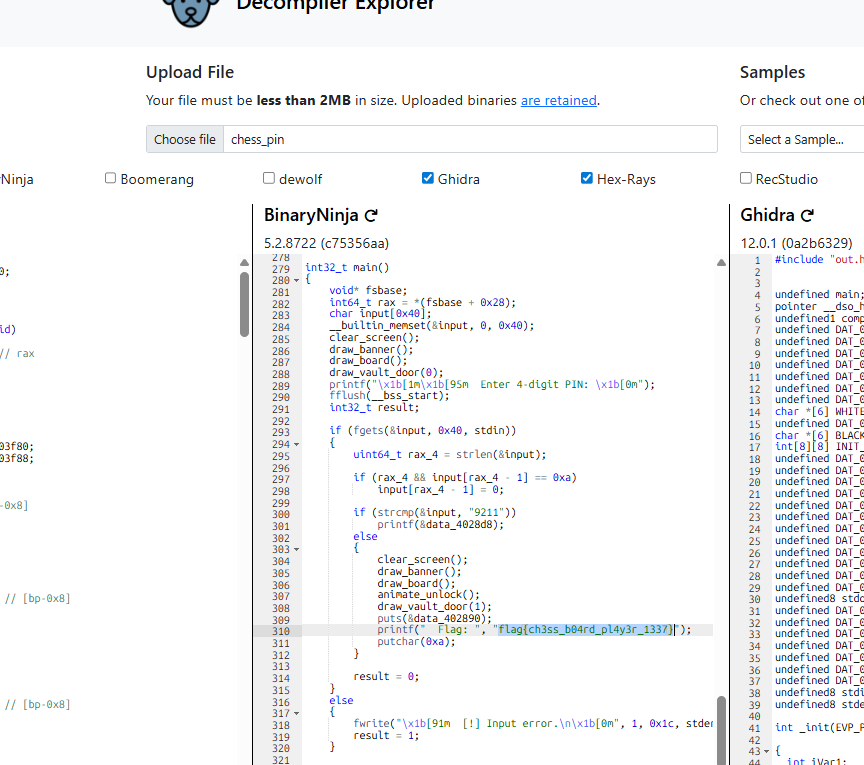 Decompiler Explorer
Upload File
Your file must be less than 2MB in size. Uploaded binaries are retained.
Choose file chess_pin
Samples
Or check out one of
Select a Sample...
Ninja
Boomerang
dewolf
Ghidra
Hex-Rays
RecStudio
0;
id)
// rax
03f80;
03f88;
-0x8]
// [bp-0x8]
// [bp-0x8]
BinaryNinja
5.2.8722 (c75356aa)
278
279 int32_t main()
280 {
281     void* fsbase;
282     int64_t rax = *(fsbase + 0x28);
283     char input[0x40];
284     __builtin_memset(&input, 0, 0x40);
285     clear_screen();
286     draw_banner();
287     draw_board();
288     draw_vault_door(0);
289     printf("\x1b[1m\x1b[95m  Enter 4-digit PIN: \x1b[0m");
290     fflush(__bss_start);
291     int32_t result;
292
293     if (fgets(&input, 0x40, stdin))
294     {
295         uint64_t rax_4 = strlen(&input);
296
297         if (rax_4 && input[rax_4 - 1] == 0xa)
298             input[rax_4 - 1] = 0;
299
300         if (strcmp(&input, "9211"))
301             printf(&data_4028d8);
302         else
303         {
304             clear_screen();
305             draw_banner();
306             draw_board();
307             animate_unlock();
308             draw_vault_door(1);
309             puts(&data_402890);
310             printf("  Flag: ", "flag{ch3ss_b04rd_pl4y3r_1337}");
311             putchar(0xa);
312         }
313
314         result = 0;
315     }
316     else
317     {
318         fwrite("\x1b[91m  [!] Input error.\n\x1b[0m", 1, 0x1c, stder
319         result = 1;
320     }
321
Ghidra
12.0.1 (0a2b6329)
1 #include "out.h
2
3
4 undefined main;
5 pointer __dso_h
6 undefined1 comp
7 undefined DAT_0
8 undefined DAT_0
9 undefined DAT_0
10 undefined DAT_0
11 undefined DAT_0
12 undefined DAT_0
13 undefined DAT_0
14 char *[6] WHITE
15 undefined DAT_0
16 char *[6] BLACK
17 int[8][8] INIT_
18 undefined DAT_0
19 undefined DAT_0
20 undefined DAT_0
21 undefined DAT_0
22 undefined DAT_0
23 undefined DAT_0
24 undefined DAT_0
25 undefined DAT_0
26 undefined DAT_0
27 undefined DAT_0
28 undefined DAT_0
29 undefined DAT_0
30 undefined8 stdo
31 undefined DAT_0
32 undefined DAT_0
33 undefined DAT_0
34 undefined DAT_0
35 undefined DAT_0
36 undefined DAT_0
37 undefined DAT_0
38 undefined8 stdi
39 undefined8 stde
40
41 int _init(EVP_P
42
43 {
44   int iVar1;